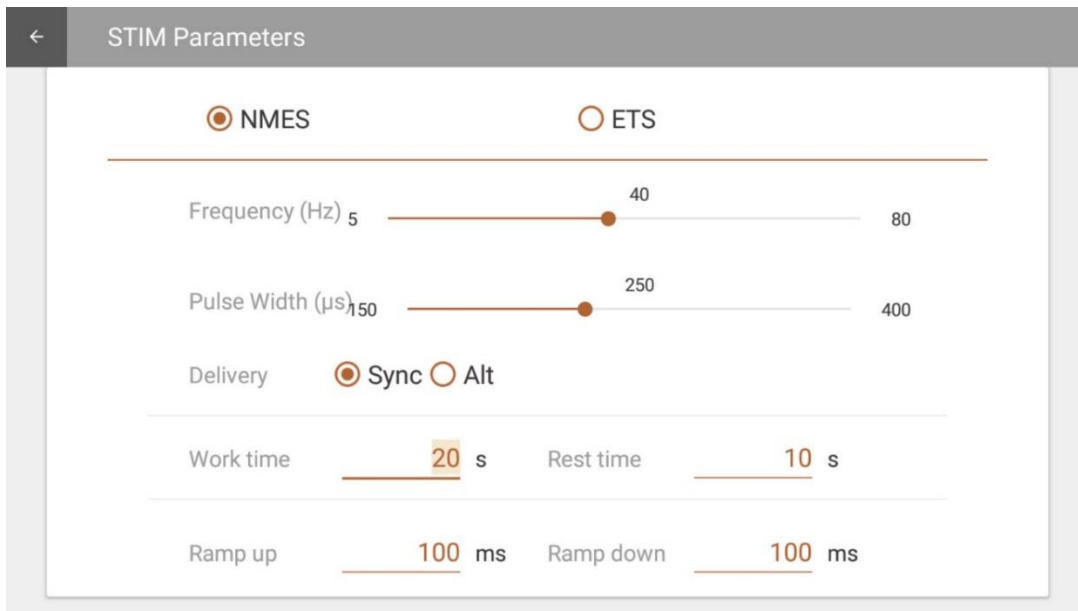 STIM Parameters
NMES ETS
40
Frequency (Hz) 5 80
250
Pulse Width (µs) 150 400
Delivery Sync Alt
Work time 20 s Rest time 10 s
Ramp up 100 ms Ramp down 100 ms